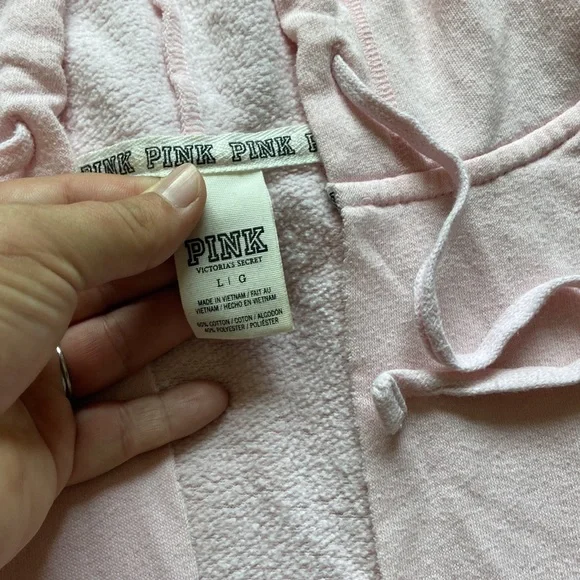 PINK PINK PINK
PINK
VICTORIA'S SECRET
L | G
MADE IN VIETNAM / FAIT AU
VIETNAM / HECHO EN VIETNAM
60% COTTON / COTON / ALGODÓN
40% POLYESTER / POLIÉSTER